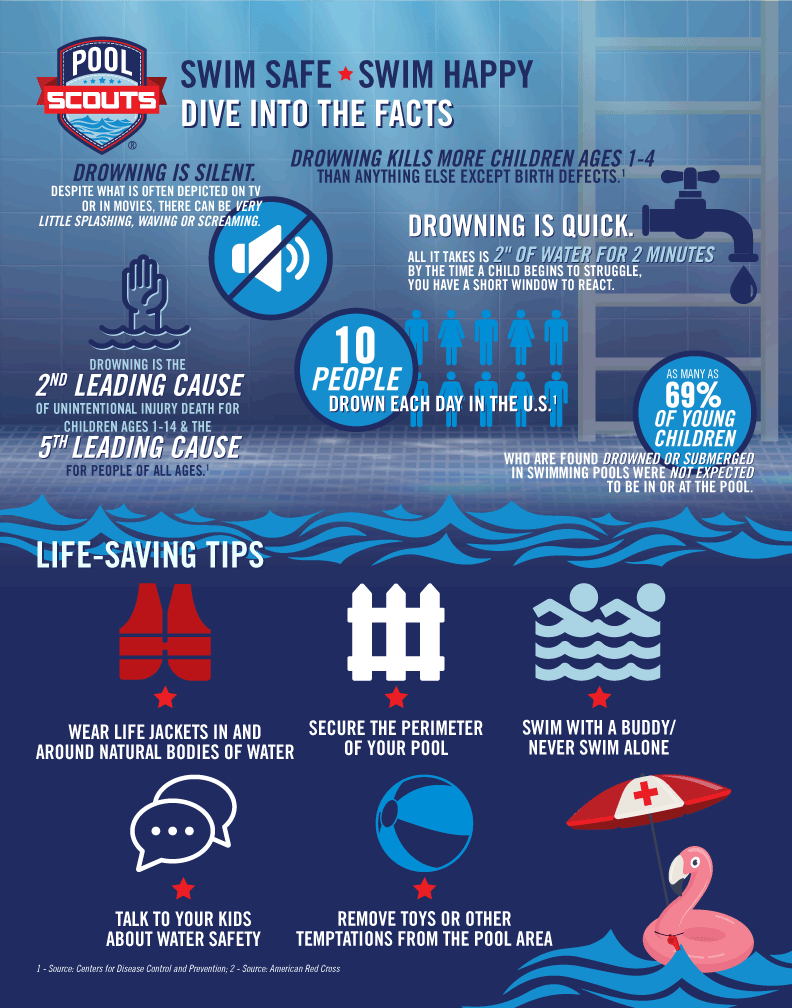 POOL
SCOUTS
®
SWIM SAFE ★ SWIM HAPPY
DIVE INTO THE FACTS
DROWNING IS SILENT.
DESPITE WHAT IS OFTEN DEPICTED ON TV
OR IN MOVIES, THERE CAN BE VERY
LITTLE SPLASHING, WAVING OR SCREAMING.
DROWNING KILLS MORE CHILDREN AGES 1-4
THAN ANYTHING ELSE EXCEPT BIRTH DEFECTS.¹
DROWNING IS QUICK.
ALL IT TAKES IS 2" OF WATER FOR 2 MINUTES
BY THE TIME A CHILD BEGINS TO STRUGGLE,
YOU HAVE A SHORT WINDOW TO REACT.
DROWNING IS THE
2ND LEADING CAUSE
OF UNINTENTIONAL INJURY DEATH FOR
CHILDREN AGES 1-14 & THE
5TH LEADING CAUSE
FOR PEOPLE OF ALL AGES.¹
10
PEOPLE
DROWN EACH DAY IN THE U.S.¹
AS MANY AS
69%
OF YOUNG
CHILDREN
WHO ARE FOUND DROWNED OR SUBMERGED
IN SWIMMING POOLS WERE NOT EXPECTED
TO BE IN OR AT THE POOL.
LIFE-SAVING TIPS
WEAR LIFE JACKETS IN AND
AROUND NATURAL BODIES OF WATER
SECURE THE PERIMETER
OF YOUR POOL
SWIM WITH A BUDDY/
NEVER SWIM ALONE
TALK TO YOUR KIDS
ABOUT WATER SAFETY
REMOVE TOYS OR OTHER
TEMPTATIONS FROM THE POOL AREA
1 - Source: Centers for Disease Control and Prevention; 2 - Source: American Red Cross